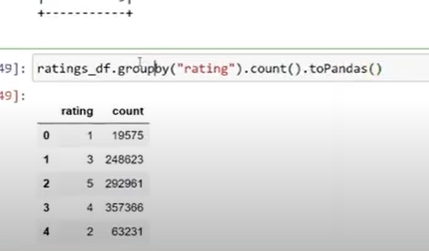 +-----------+
49]: ratings_df.groupby("rating").count().toPandas()
49]:
rating count
0 1 19575
1 3 248623
2 5 292961
3 4 357366
4 2 63231